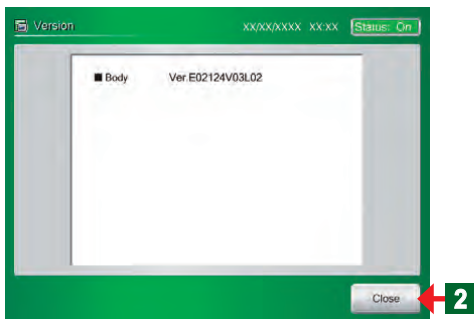 Version XX/XX/XXXX XX:XX Status: On
■ Body Ver.E02124V03L02
Close 2